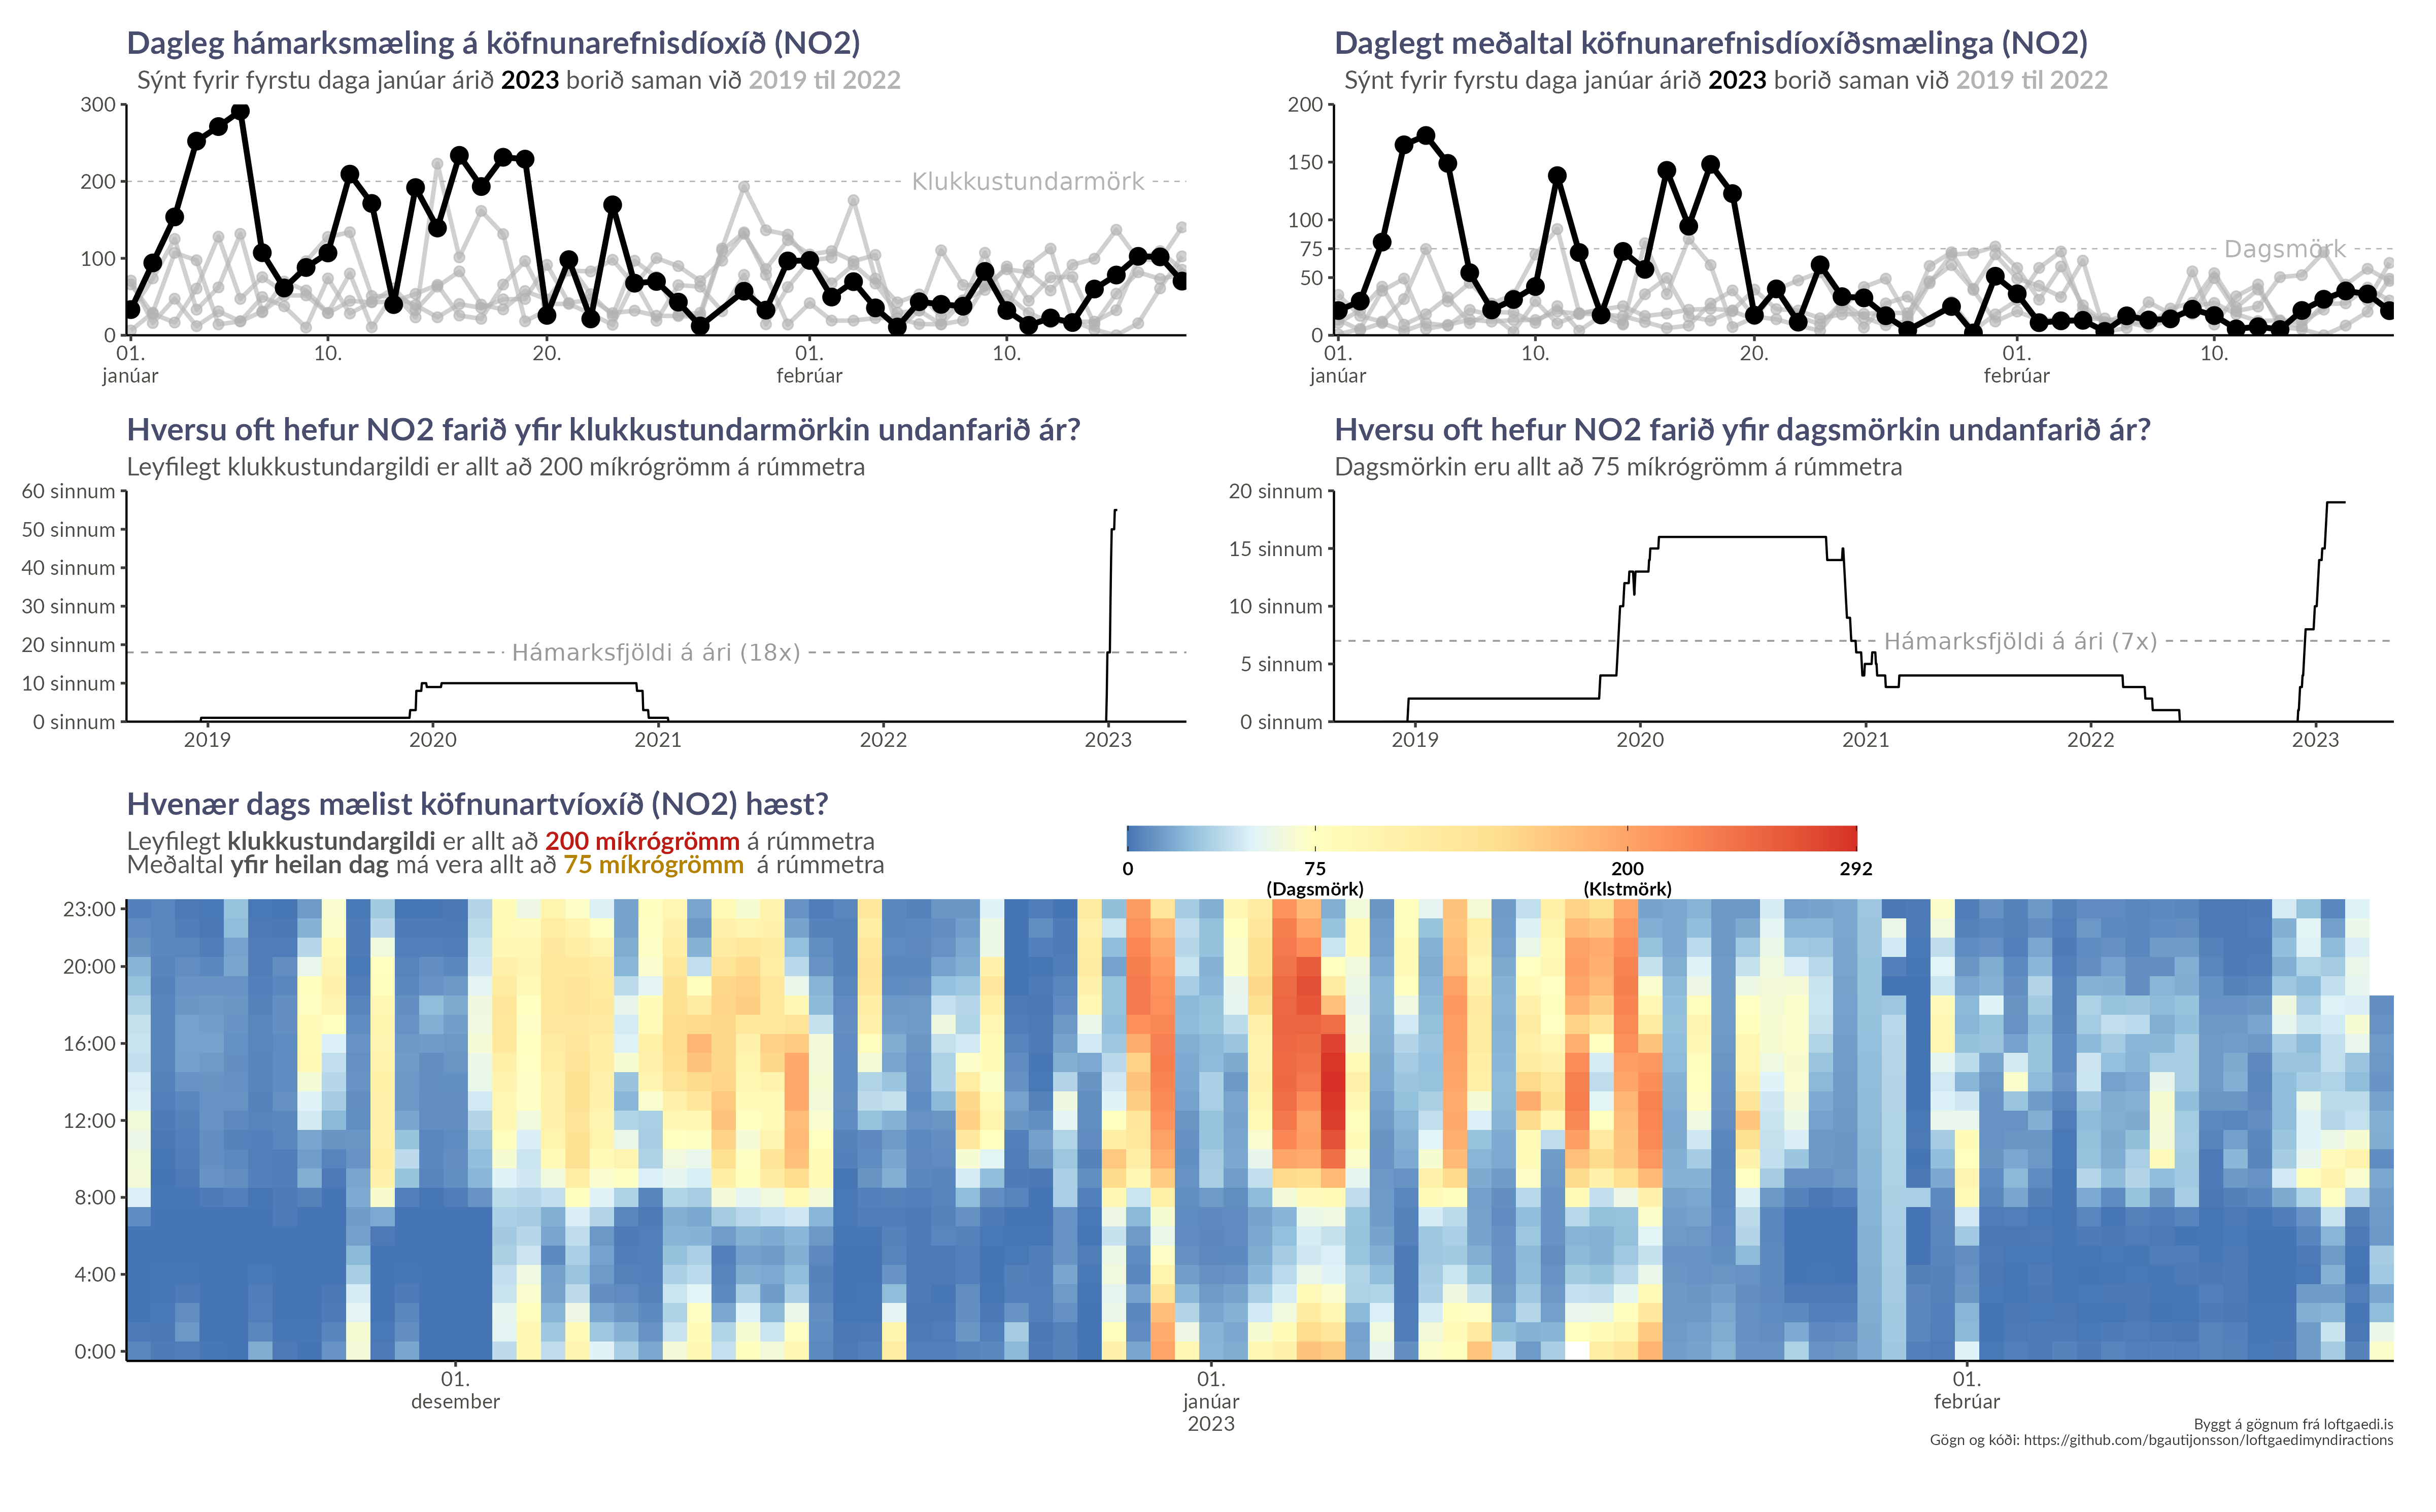 Dagleg hámarksmæling á köfnunarefnisdíoxíð (NO2)
Sýnt fyrir fyrstu daga janúar árið 2023 borið saman við 2019 til 2022
300
200
100
0
Klukkustundarmörk
01.
janúar
10.
20.
01.
febrúar
10.
Daglegt meðaltal köfnunarefnisdíoxíðsmælinga (NO2)
Sýnt fyrir fyrstu daga janúar árið 2023 borið saman við 2019 til 2022
200
150
100
75
50
0
Dagsmörk
01.
janúar
10.
20.
01.
febrúar
10.
Hversu oft hefur NO2 farið yfir klukkustundarmörkin undanfarið ár?
Leyfilegt klukkustundargildi er allt að 200 míkrógrömm á rúmmetra
60 sinnum
50 sinnum
40 sinnum
30 sinnum
20 sinnum
10 sinnum
0 sinnum
Hámarksfjöldi á ári (18x)
2019
2020
2021
2022
2023
Hversu oft hefur NO2 farið yfir dagsmörkin undanfarið ár?
Dagsmörkin eru allt að 75 míkrógrömm á rúmmetra
20 sinnum
15 sinnum
10 sinnum
5 sinnum
0 sinnum
Hámarksfjöldi á ári (7x)
2019
2020
2021
2022
2023
Hvenær dags mælist köfnunartvíoxíð (NO2) hæst?
Leyfilegt klukkustundargildi er allt að 200 míkrógrömm á rúmmetra
Meðaltal yfir heilan dag má vera allt að 75 míkrógrömm á rúmmetra
0
75
(Dagsmörk)
200
(Klstmörk)
292
23:00
20:00
16:00
12:00
8:00
4:00
0:00
01.
desember
01.
janúar
2023
01.
febrúar
Byggt á gögnum frá loftgaedi.is
Gögn og kóði: https://github.com/bgautijonsson/loftgaedimyndiractions